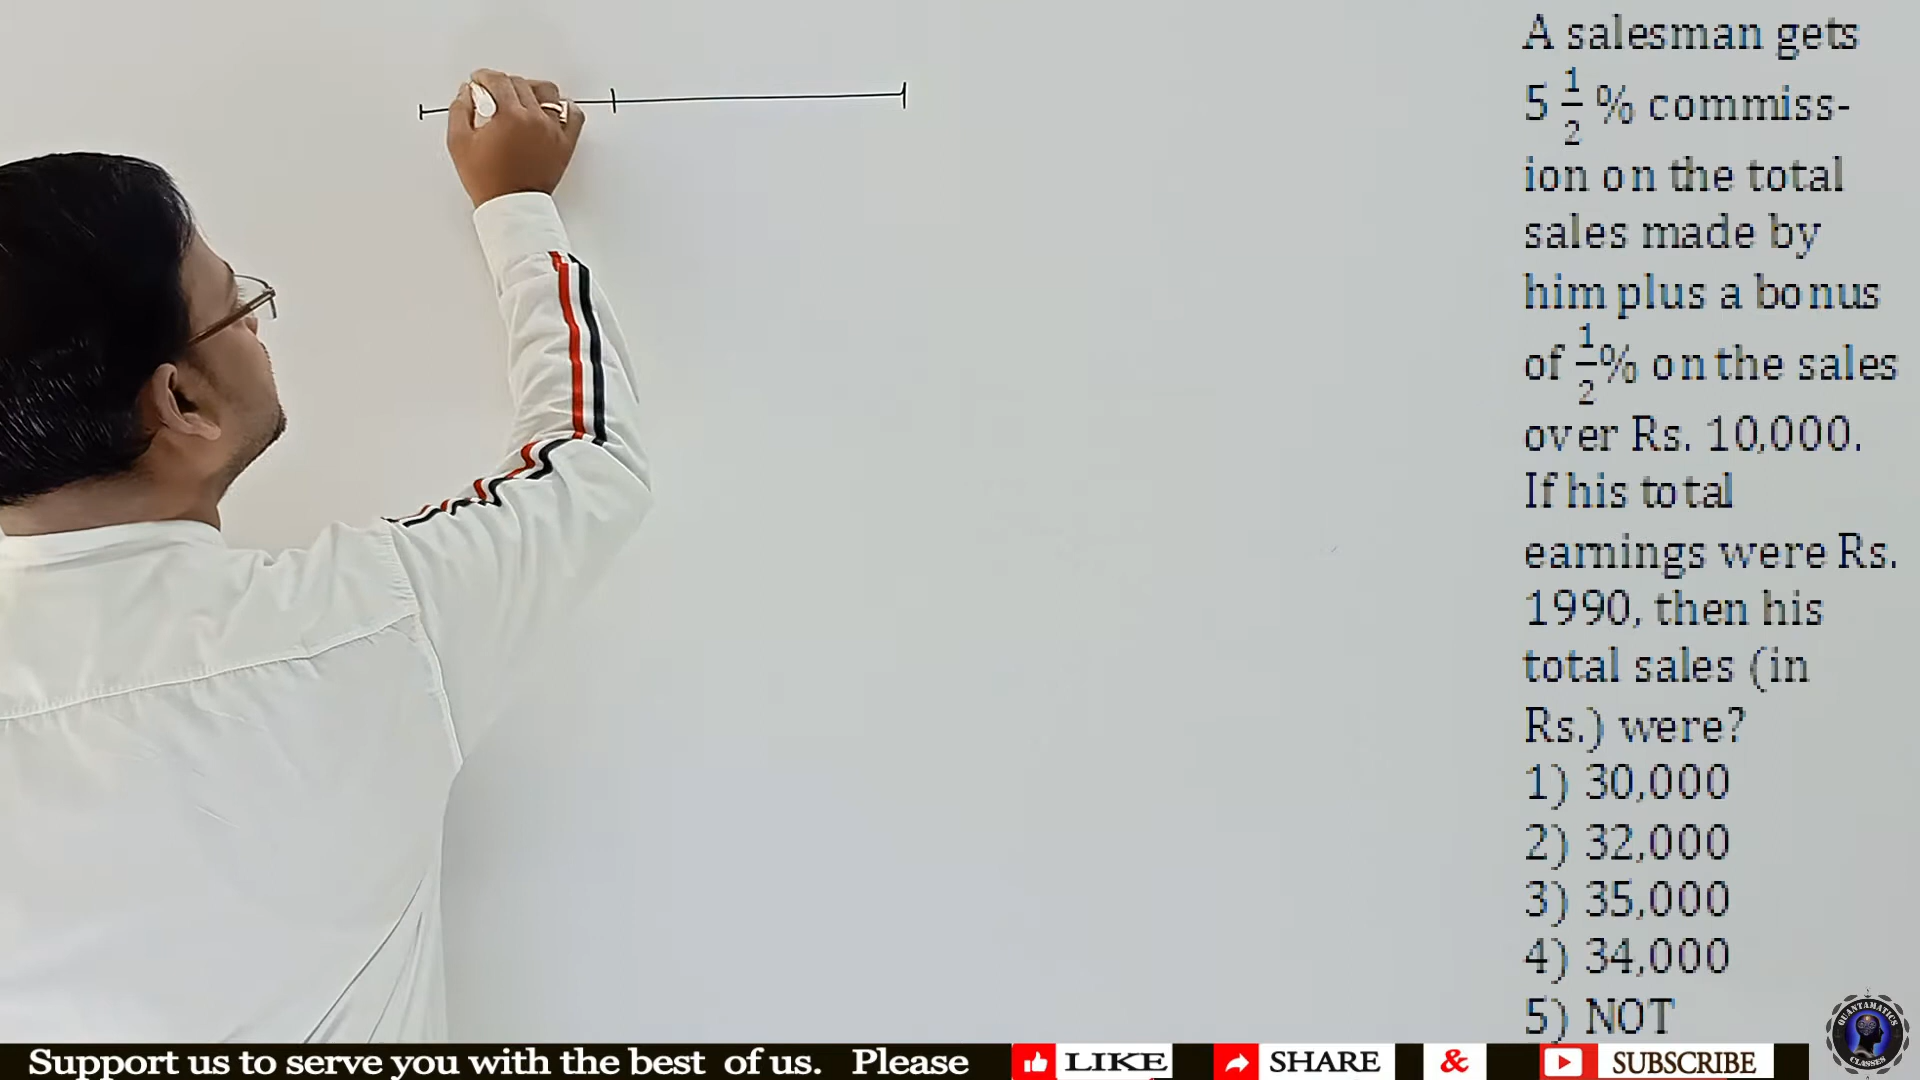 A salesman gets
5 1/2 % commiss-
ion on the total
sales made by
him plus a bonus
of 1/2% on the sales
over Rs. 10,000.
If his total
earnings were Rs.
1990, then his
total sales (in
Rs.) were?
1) 30,000
2) 32,000
3) 35,000
4) 34,000
5) NOT
QUANTAMATICS
CLASSES
Support us to serve you with the best of us. Please LIKE SHARE & SUBSCRIBE